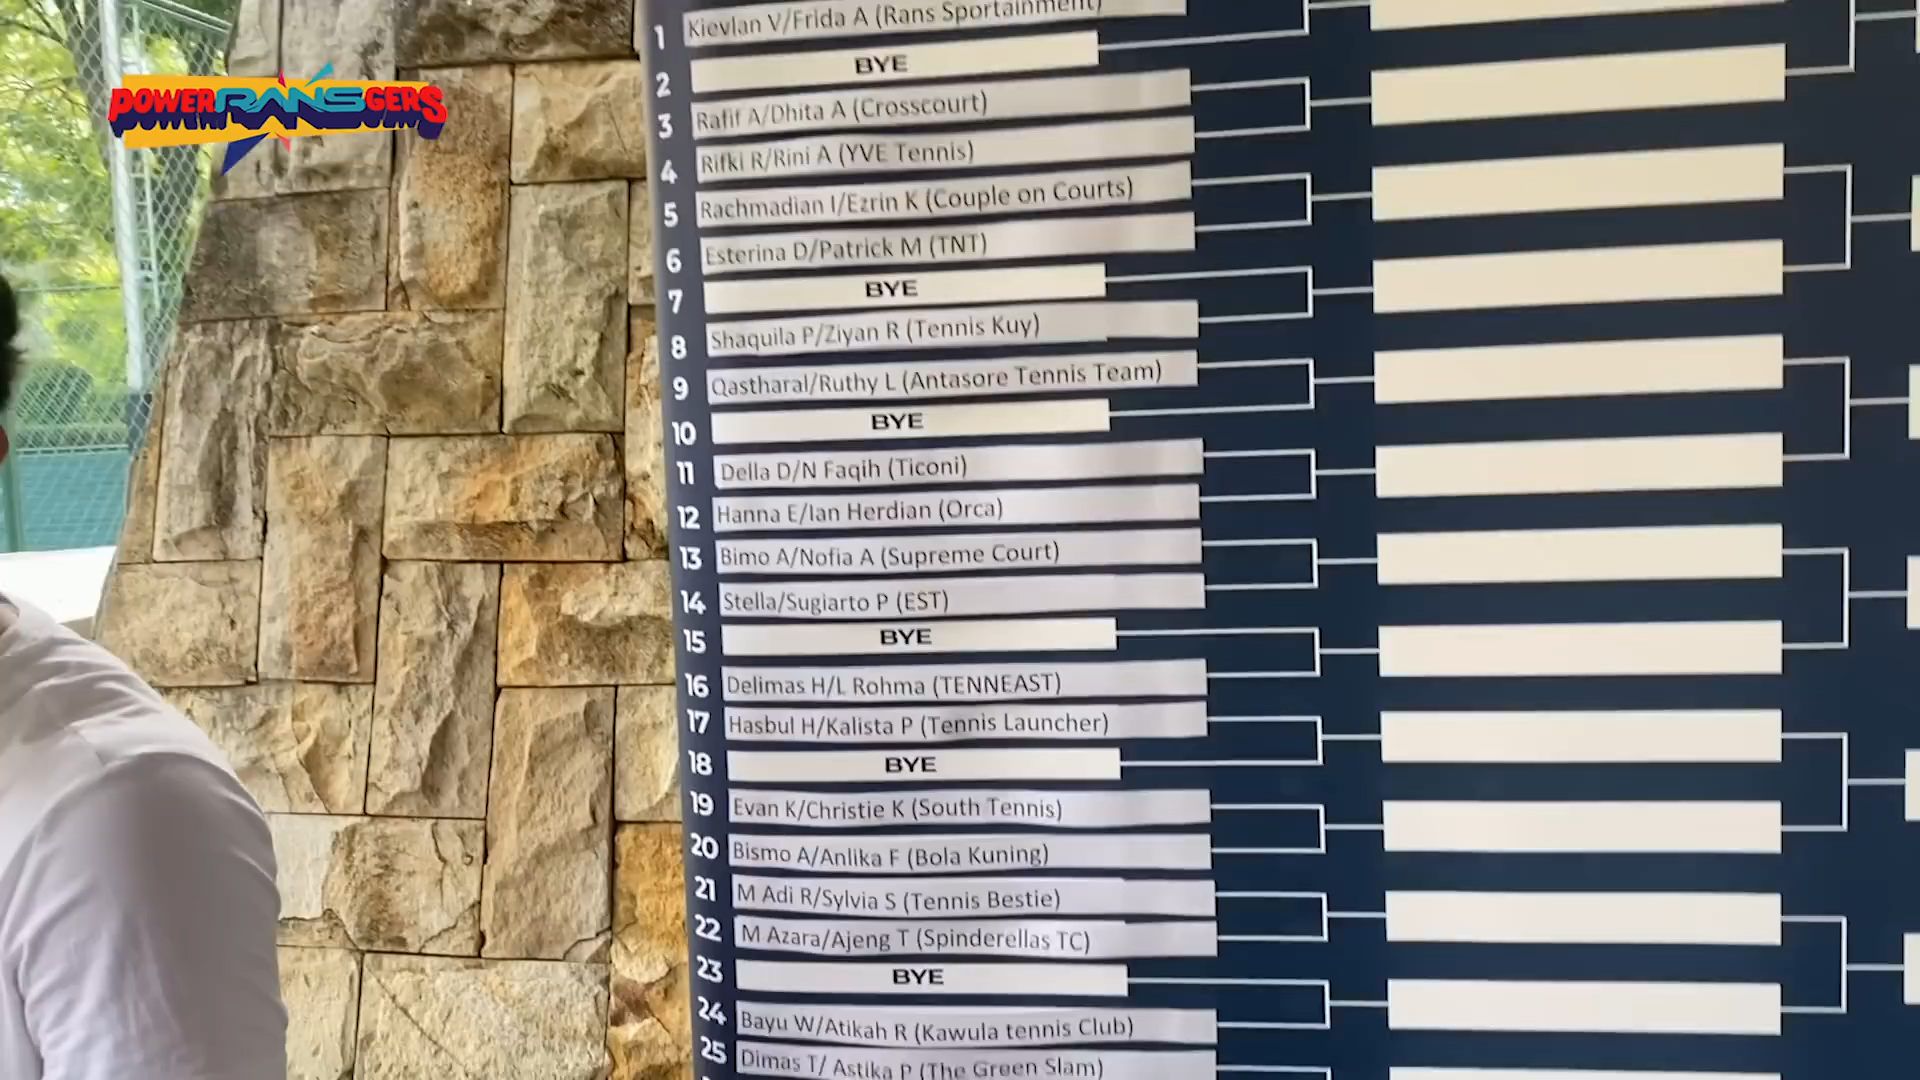 POWERRANSGERS
1 Kievlan V/Frida A (Rans Sportainment)
2 BYE
3 Rafif A/Dhita A (Crosscourt)
4 Rifki R/Rini A (YVE Tennis)
5 Rachmadian I/Ezrin K (Couple on Courts)
6 Esterina D/Patrick M (TNT)
7 BYE
8 Shaquila P/Ziyan R (Tennis Kuy)
9 Qastharal/Ruthy L (Antasore Tennis Team)
10 BYE
11 Della D/N Faqih (Ticoni)
12 Hanna E/Ian Herdian (Orca)
13 Bimo A/Nofia A (Supreme Court)
14 Stella/Sugiarto P (EST)
15 BYE
16 Delimas H/L Rohma (TENNEAST)
17 Hasbul H/Kalista P (Tennis Launcher)
18 BYE
19 Evan K/Christie K (South Tennis)
20 Bismo A/Anlika F (Bola Kuning)
21 M Adi R/Sylvia S (Tennis Bestie)
22 M Azara/Ajeng T (Spinderellas TC)
23 BYE
24 Bayu W/Atikah R (Kawula tennis Club)
25 Dimas T/ Astika P (The Green Slam)